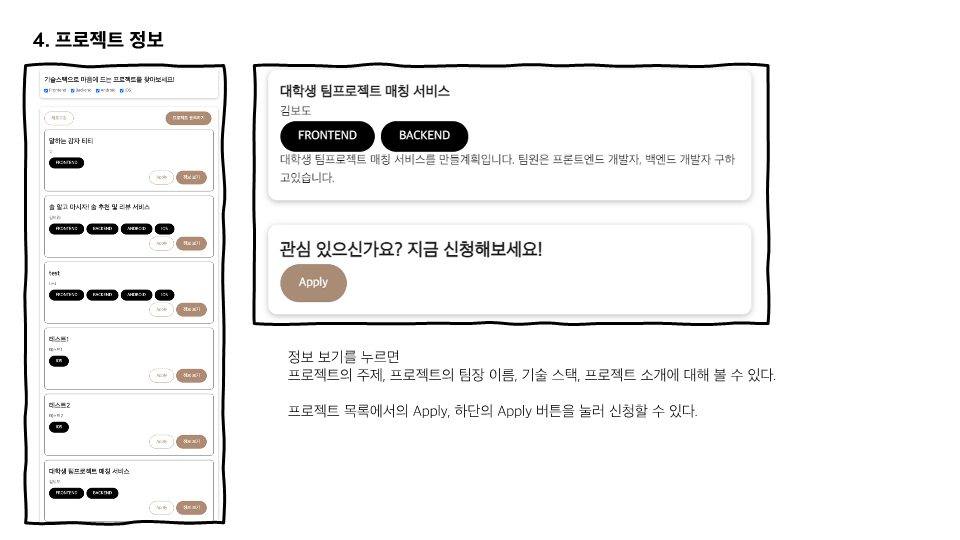 4. 프로젝트 정보
기술스택으로 마음에 드는 프로젝트를 찾아보세요!
Frontend Backend Android iOS
새로고침 프로젝트 등록하기
말하는 감자 티티
FRONTEND
Apply 정보 보기
술 알고 마시자! 술 추천 및 리뷰 서비스
FRONTEND BACKEND ANDROID IOS
Apply 정보 보기
test
test
FRONTEND BACKEND ANDROID IOS
Apply 정보 보기
테스트1
테스트1
IOS
Apply 정보 보기
테스트2
테스트2
IOS
Apply 정보 보기
대학생 팀프로젝트 매칭 서비스
김보도
FRONTEND BACKEND
Apply 정보 보기
대학생 팀프로젝트 매칭 서비스
김보도
FRONTEND BACKEND
대학생 팀프로젝트 매칭 서비스를 만들계획입니다. 팀원은 프론트엔드 개발자, 백엔드 개발자 구하
고있습니다.
관심 있으신가요? 지금 신청해보세요!
Apply
정보 보기를 누르면
프로젝트의 주제, 프로젝트의 팀장 이름, 기술 스택, 프로젝트 소개에 대해 볼 수 있다.
프로젝트 목록에서의 Apply, 하단의 Apply 버튼을 눌러 신청할 수 있다.